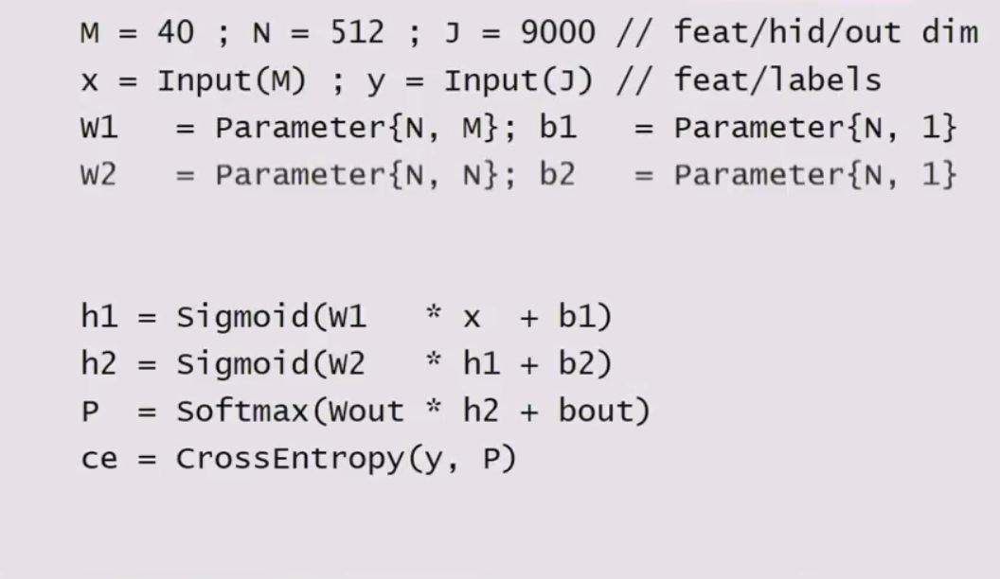 M = 40 ; N = 512 ; J = 9000 // feat/hid/out dim
x = Input(M) ; y = Input(J) // feat/labels
W1   = Parameter{N, M}; b1   = Parameter{N, 1}
W2   = Parameter{N, N}; b2   = Parameter{N, 1}
h1 = Sigmoid(W1   * x  + b1)
h2 = Sigmoid(W2   * h1 + b2)
P  = Softmax(Wout * h2 + bout)
ce = CrossEntropy(y, P)